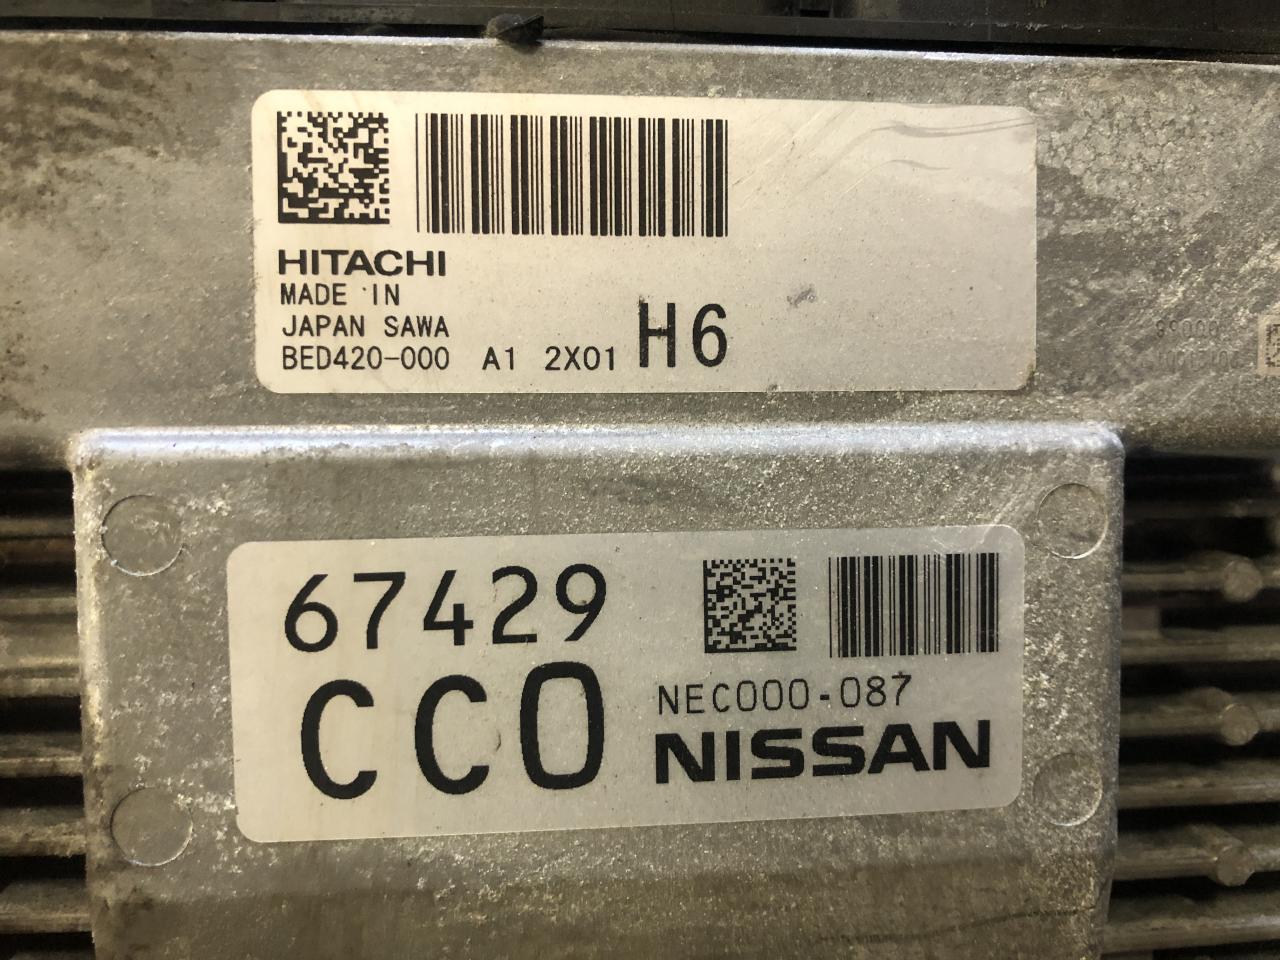 HITACHI
MADE IN
JAPAN SAWA
BED420-000 A1 2X01 H6
67429
CC0
NEC000-087
NISSAN